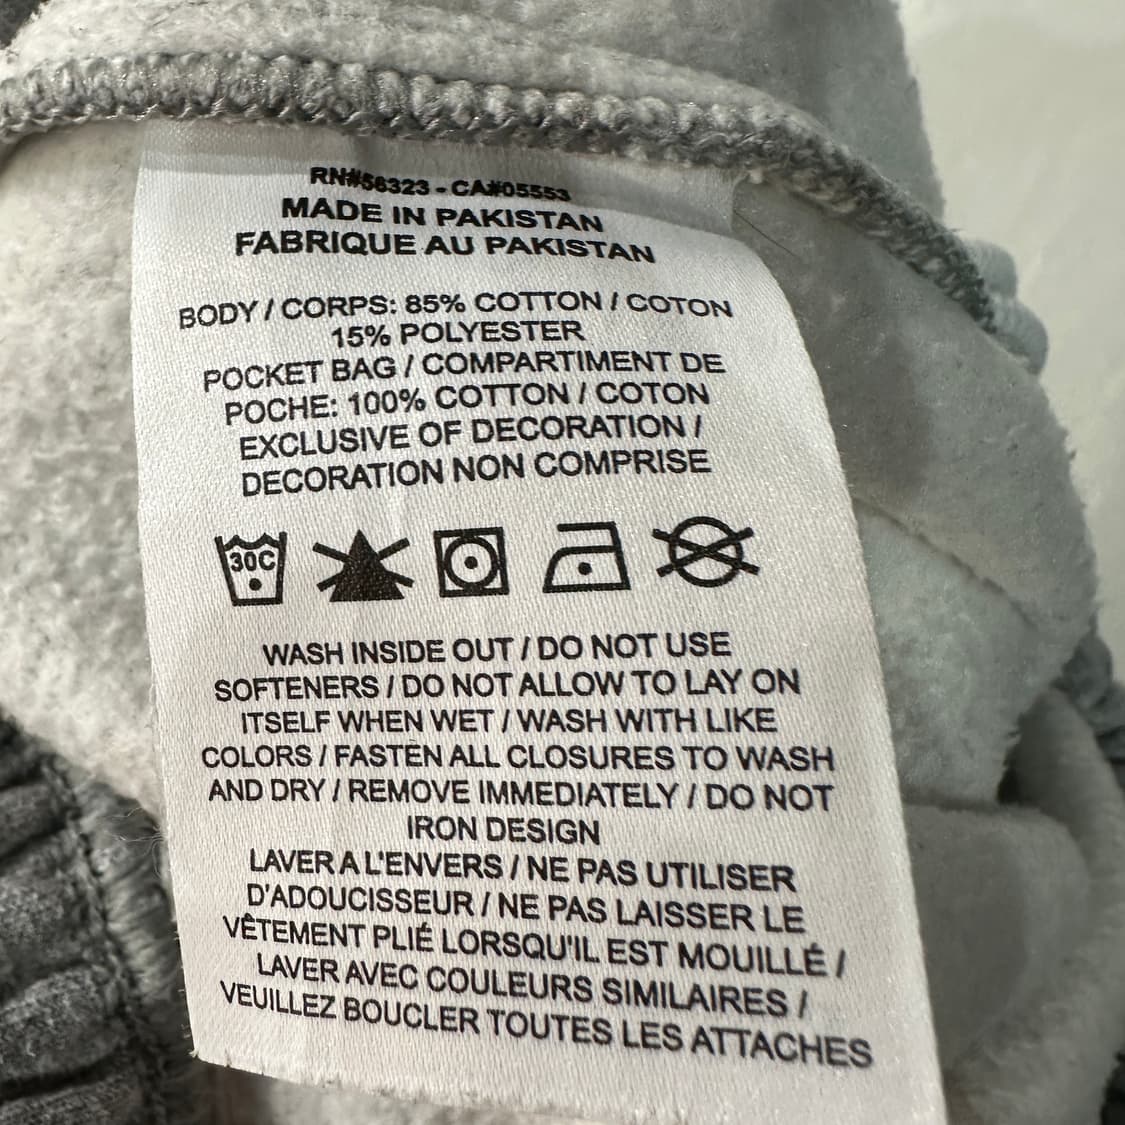 RN#56323 - CA#05553
MADE IN PAKISTAN
FABRIQUE AU PAKISTAN
BODY / CORPS: 85% COTTON / COTON
15% POLYESTER
POCKET BAG / COMPARTIMENT DE
POCHE: 100% COTTON / COTON
EXCLUSIVE OF DECORATION /
DECORATION NON COMPRISE
30C
WASH INSIDE OUT / DO NOT USE
SOFTENERS / DO NOT ALLOW TO LAY ON
ITSELF WHEN WET / WASH WITH LIKE
COLORS / FASTEN ALL CLOSURES TO WASH
AND DRY / REMOVE IMMEDIATELY / DO NOT
IRON DESIGN
LAVER A L'ENVERS / NE PAS UTILISER
D'ADOUCISSEUR / NE PAS LAISSER LE
VÊTEMENT PLIÉ LORSQU'IL EST MOUILLÉ /
LAVER AVEC COULEURS SIMILAIRES /
VEUILLEZ BOUCLER TOUTES LES ATTACHES